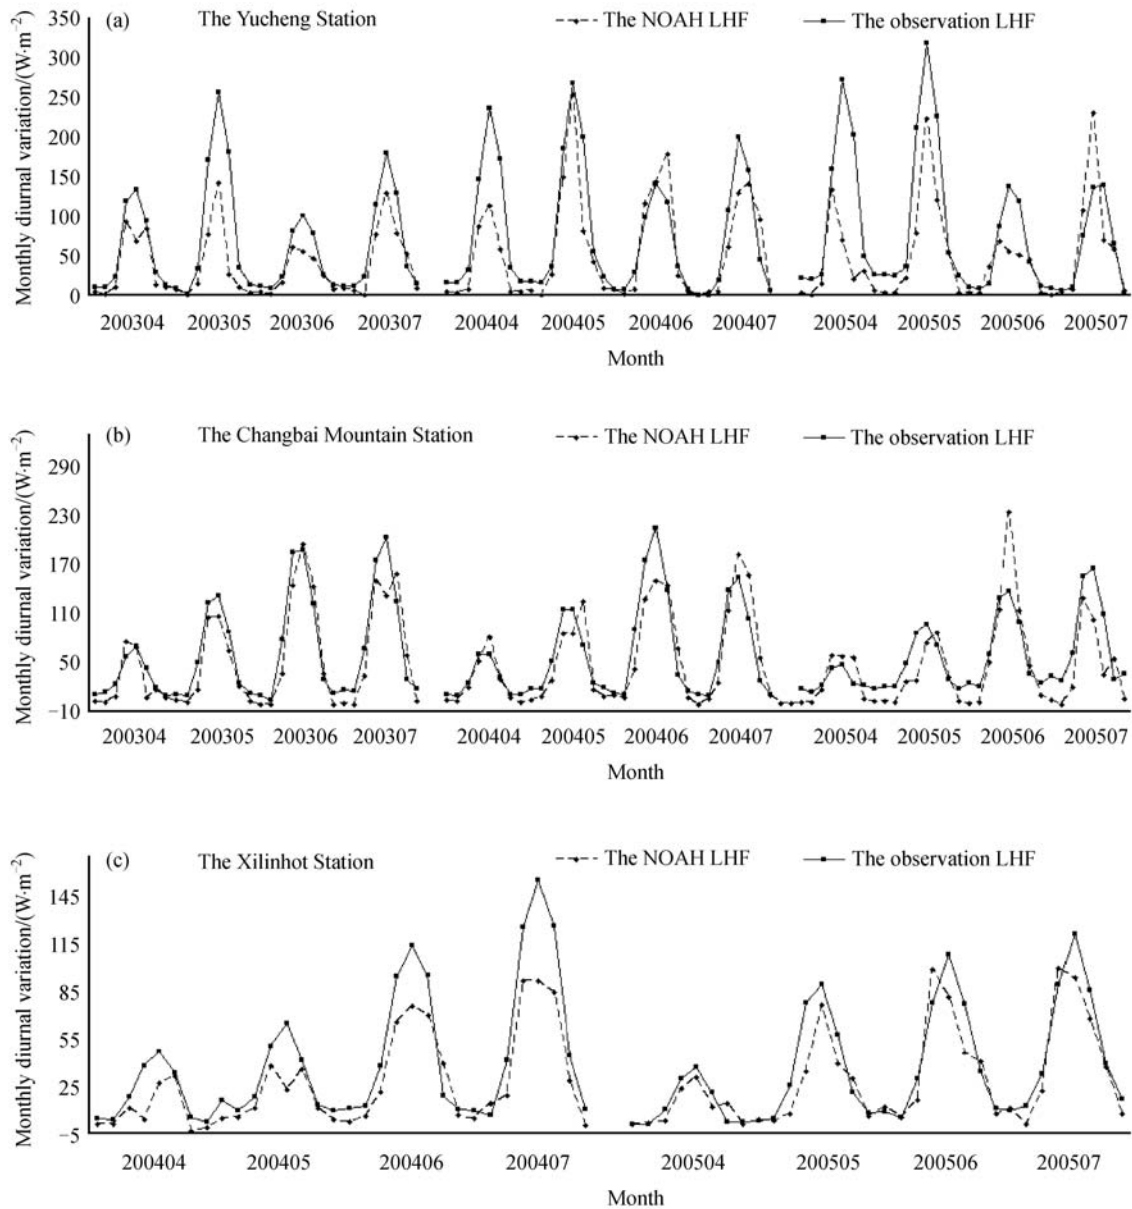 (a) The Yucheng Station The NOAH LHF The observation LHF
Monthly diurnal variation/(W·m−2)
350
300
250
200
150
100
50
0
200304 200305 200306 200307 200404 200405 200406 200407 200504 200505 200506 200507
Month
(b) The Changbai Mountain Station The NOAH LHF The observation LHF
Monthly diurnal variation/(W·m−2)
290
230
170
110
50
−10
200304 200305 200306 200307 200404 200405 200406 200407 200504 200505 200506 200507
Month
(c) The Xilinhot Station The NOAH LHF The observation LHF
Monthly diurnal variation/(W·m−2)
145
115
85
55
25
−5
200404 200405 200406 200407 200504 200505 200506 200507
Month